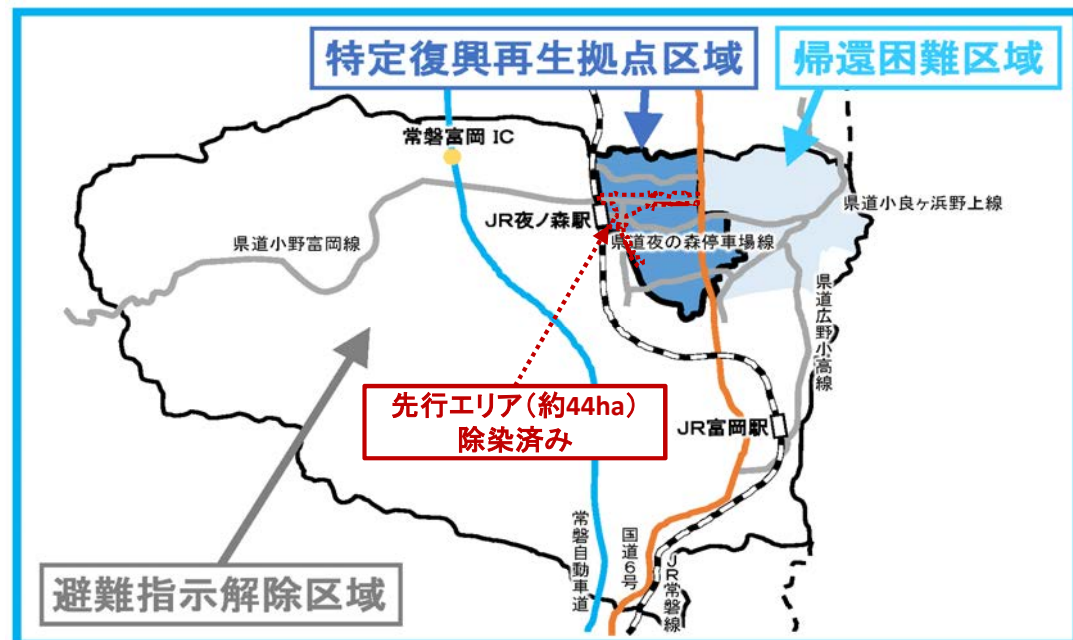 特定復興再生拠点区域
帰還困難区域
常磐富岡 IC
県道小良ヶ浜野上線
JR夜ノ森駅
県道夜の森停車場線
県道小野富岡線
県道広野小高線
先行エリア（約44ha）
除染済み
JR富岡駅
常磐自動車道
国道6号
JR常磐線
避難指示解除区域